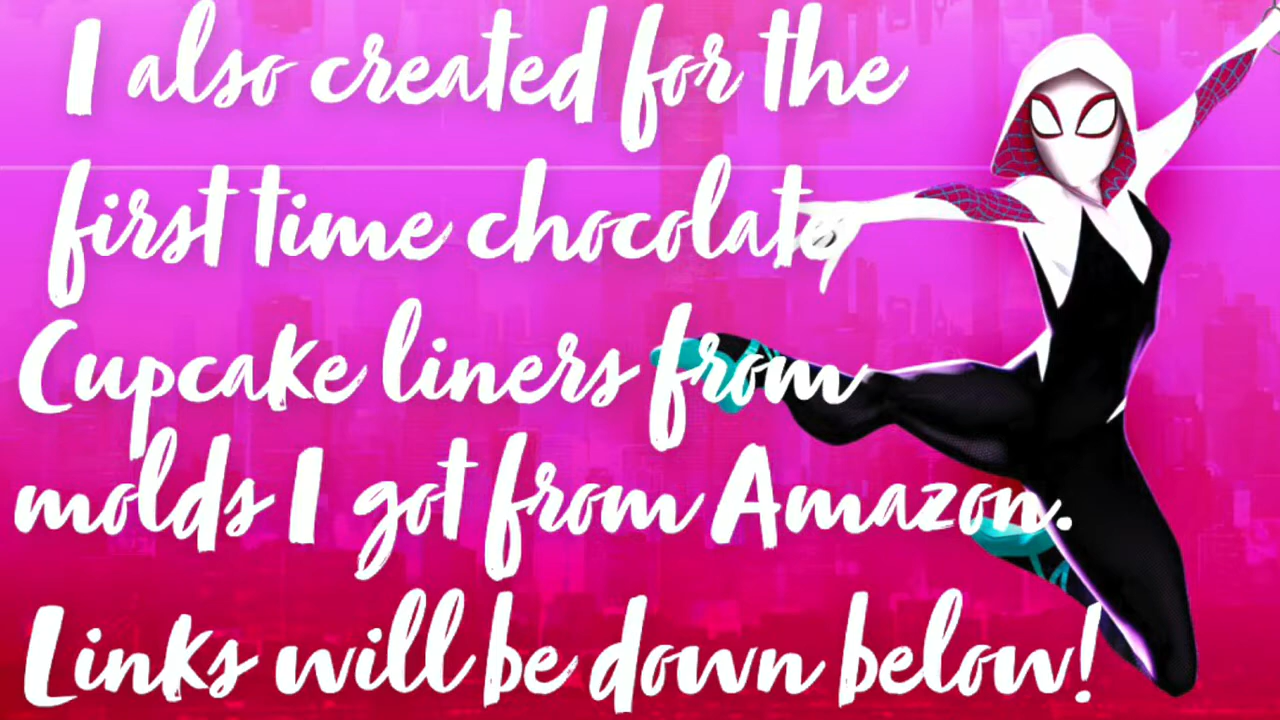 I also created for the
first time chocolate
Cupcake liners from
molds I got from Amazon.
Links will be down below!